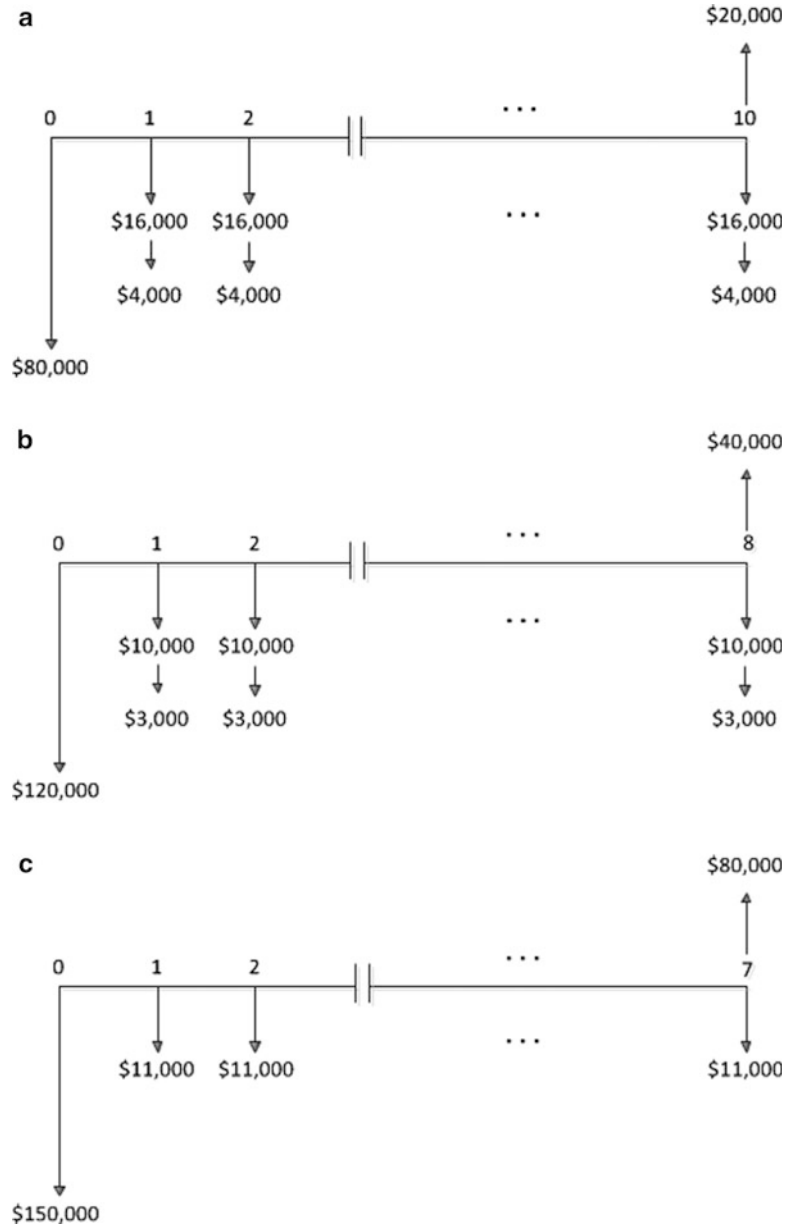 a
$20,000
0 1 2 ... 10
$16,000 $16,000 ... $16,000
$4,000 $4,000 $4,000
$80,000
b
$40,000
0 1 2 ... 8
$10,000 $10,000 ... $10,000
$3,000 $3,000 $3,000
$120,000
c
$80,000
0 1 2 ... 7
$11,000 $11,000 ... $11,000
$150,000